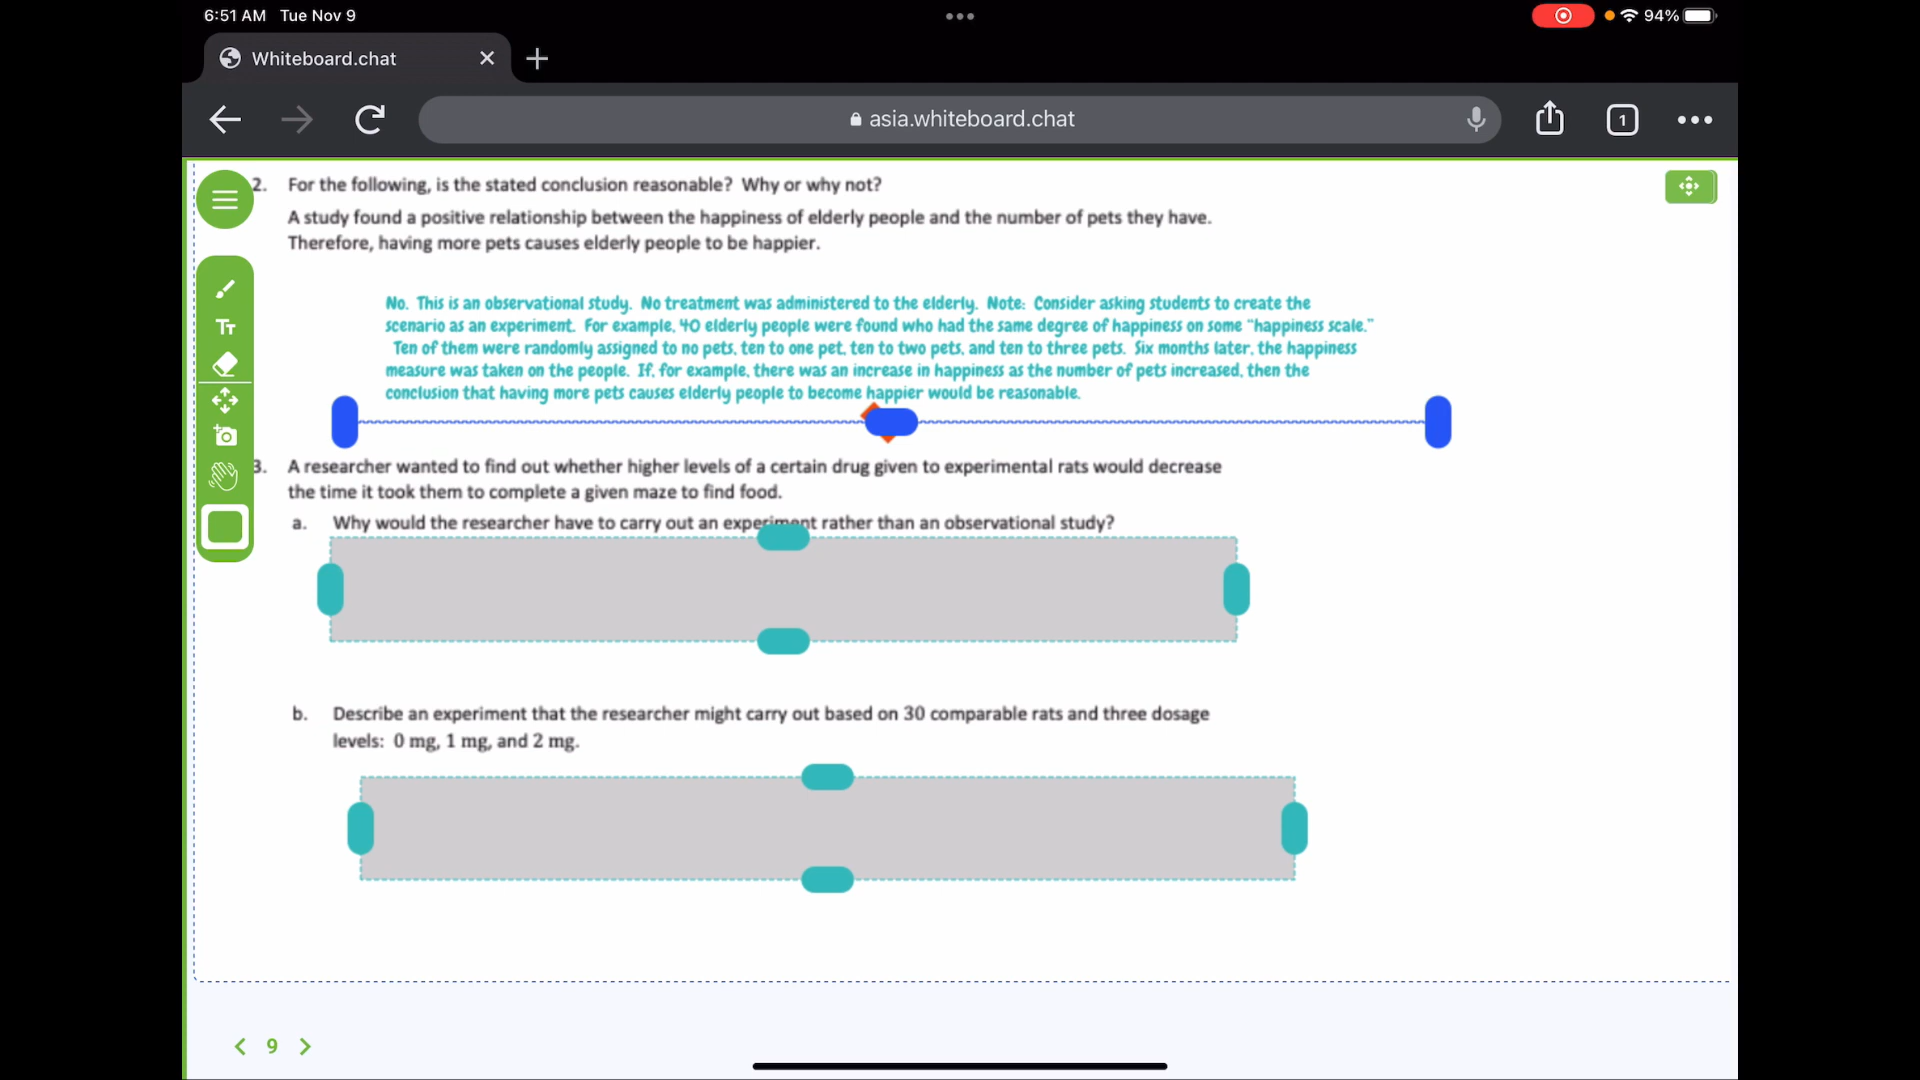 6:51 AM Tue Nov 9
94%
Whiteboard.chat
asia.whiteboard.chat
1
2. For the following, is the stated conclusion reasonable? Why or why not?
A study found a positive relationship between the happiness of elderly people and the number of pets they have.
Therefore, having more pets causes elderly people to be happier.
No. This is an observational study. No treatment was administered to the elderly. Note: Consider asking students to create the
scenario as an experiment. For example, 40 elderly people were found who had the same degree of happiness on some "happiness scale."
Ten of them were randomly assigned to no pets, ten to one pet, ten to two pets, and ten to three pets. Six months later, the happiness
measure was taken on the people. If, for example, there was an increase in happiness as the number of pets increased, then the
conclusion that having more pets causes elderly people to become happier would be reasonable.
3. A researcher wanted to find out whether higher levels of a certain drug given to experimental rats would decrease
the time it took them to complete a given maze to find food.
a. Why would the researcher have to carry out an experiment rather than an observational study?
b. Describe an experiment that the researcher might carry out based on 30 comparable rats and three dosage
levels: 0 mg, 1 mg, and 2 mg.
Tт
9